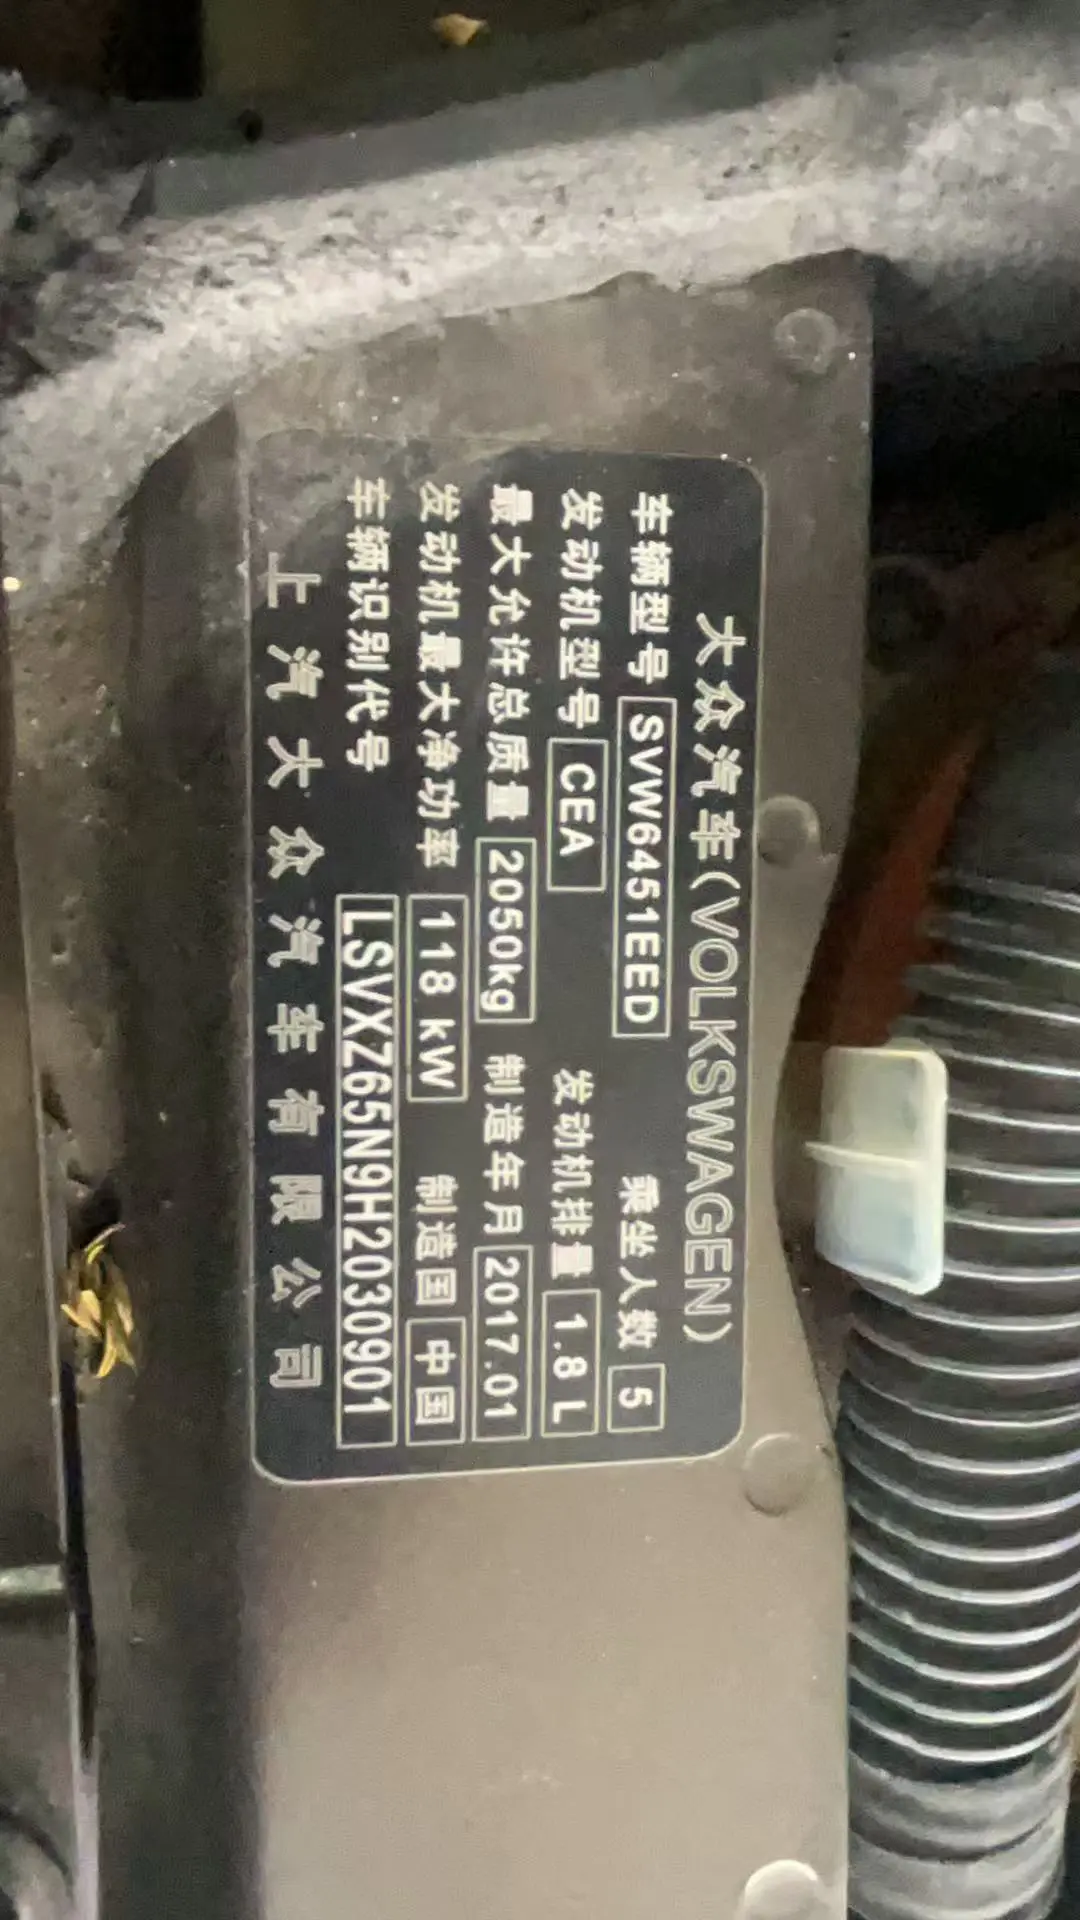 大众汽车(VOLKSWAGEN)
车辆型号 SVW6451EED 乘坐人数 5
发动机型号 CEA 发动机排量 1.8 L
最大允许总质量 2050kg 制造年月 2017.01
发动机最大净功率 118 kW 制造国 中国
车辆识别代号 LSVXZ65N9H2030901
上汽大众汽车有限公司